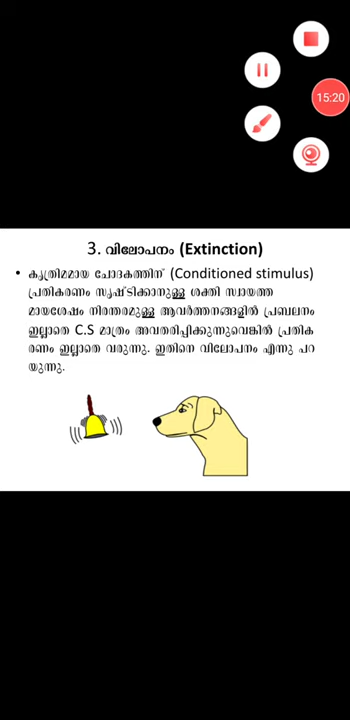 15:20
3. വിലോപനം (Extinction)
• കൃത്രിമമായ ചോദകത്തിന് (Conditioned stimulus)
പ്രതികരണം സൃഷ്ടിക്കാനുള്ള ശക്തി സ്വായത്ത
മായശേഷം നിരന്തരമുള്ള ആവർത്തനങ്ങളിൽ പ്രബലനം
ഇല്ലാതെ C.S മാത്രം അവതരിപ്പിക്കുന്നുവെങ്കിൽ പ്രതിക
രണം ഇല്ലാതെ വരുന്നു. ഇതിനെ വിലോപനം എന്നു പറ
യുന്നു.